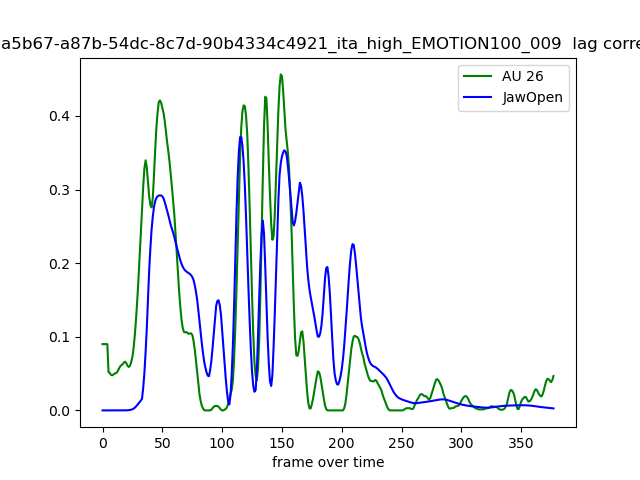 a5b67-a87b-54dc-8c7d-90b4334c4921_ita_high_EMOTION100_009 lag corre
AU 26
JawOpen
0.4
0.3
0.2
0.1
0.0
0 50 100 150 200 250 300 350
frame over time